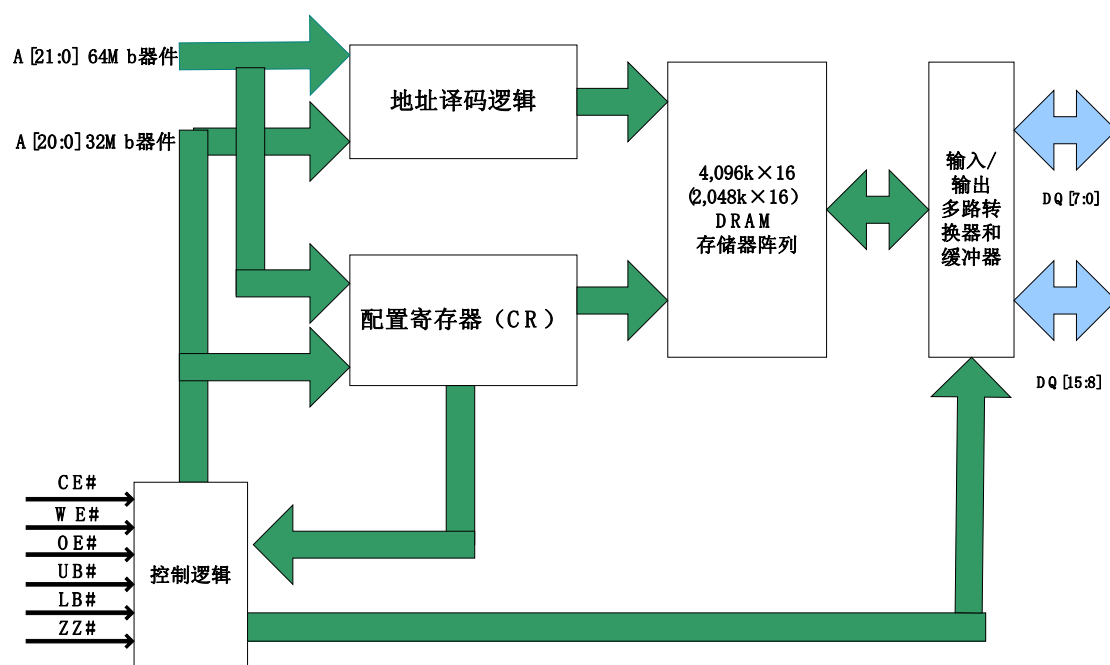 A[21:0] 64Mb器件
A[20:0]32Mb器件
地址译码逻辑
配置寄存器（CR）
4,096k×16
(2,048k×16）
DRAM
存储器阵列
输入/
输出
多路转
换器和
缓冲器
DQ[7:0]
DQ[15:8]
CE#
WE#
OE#
UB#
LB#
ZZ#
控制逻辑